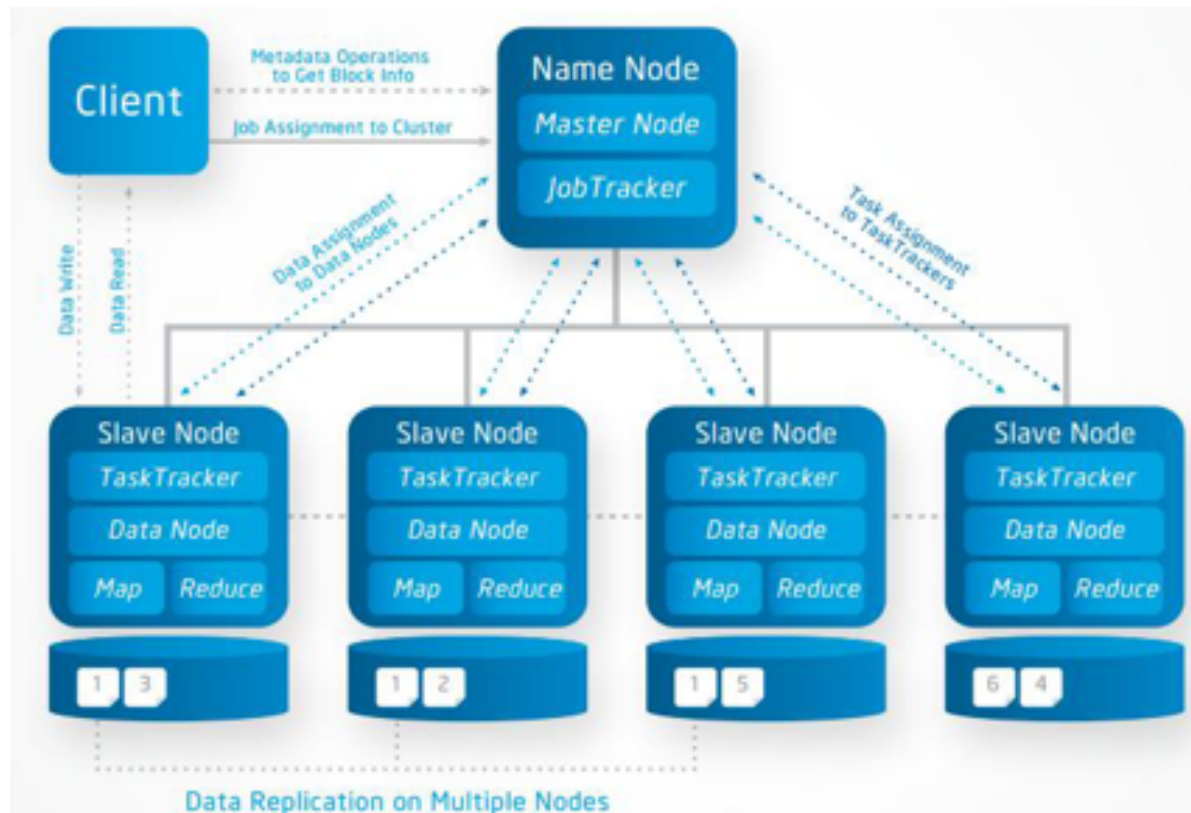 Client
Metadata Operations
to Get Block Info
Job Assignment to Cluster
Name Node
Master Node
JobTracker
Data Write
Data Read
Data Assignment
to Data Nodes
Task Assignment
to TaskTrackers
Slave Node
TaskTracker
Data Node
Map Reduce
1 3
Slave Node
TaskTracker
Data Node
Map Reduce
1 2
Slave Node
TaskTracker
Data Node
Map Reduce
1 5
Slave Node
TaskTracker
Data Node
Map Reduce
6 4
Data Replication on Multiple Nodes